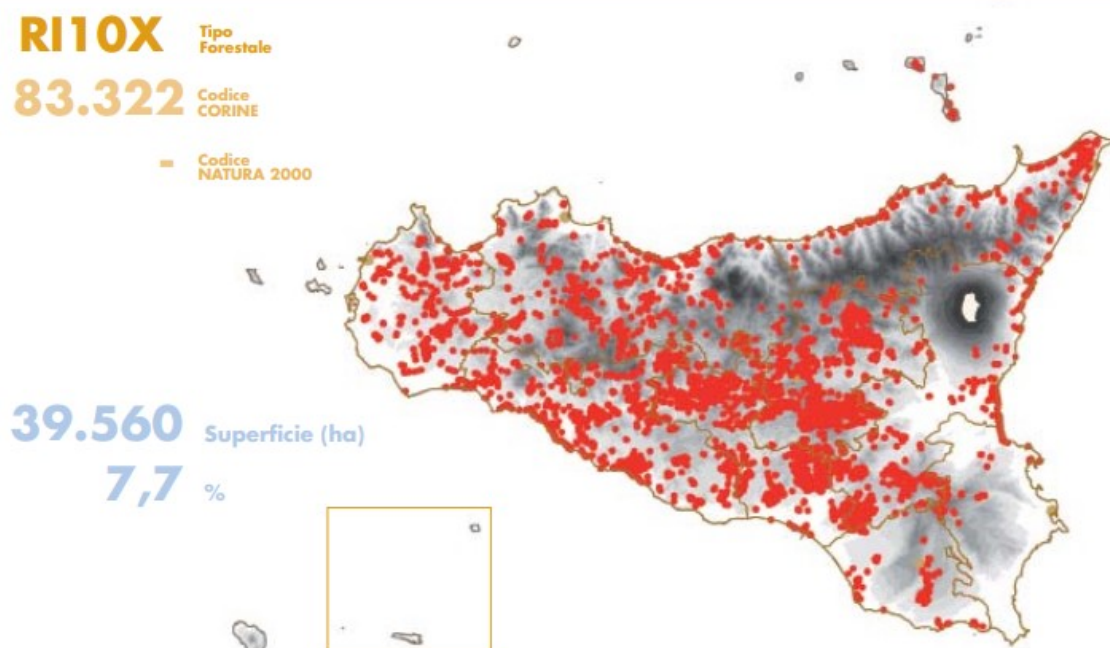 RI10X Tipo
Forestale
83.322 Codice
CORINE
- Codice
NATURA 2000
39.560 Superficie (ha)
7,7 %